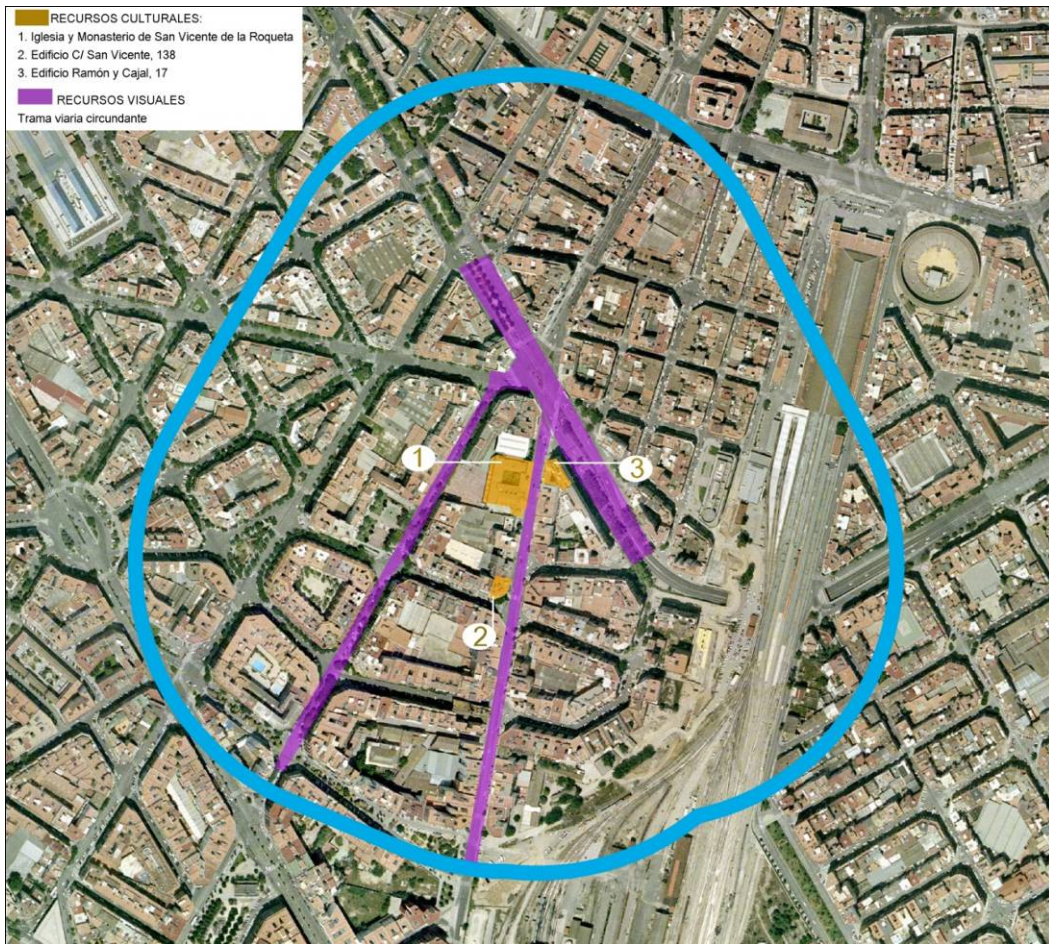 RECURSOS CULTURALES:
1. Iglesia y Monasterio de San Vicente de la Roqueta
2. Edificio C/ San Vicente, 138
3. Edificio Ramón y Cajal, 17
RECURSOS VISUALES
Trama viaria circundante
1
3
2